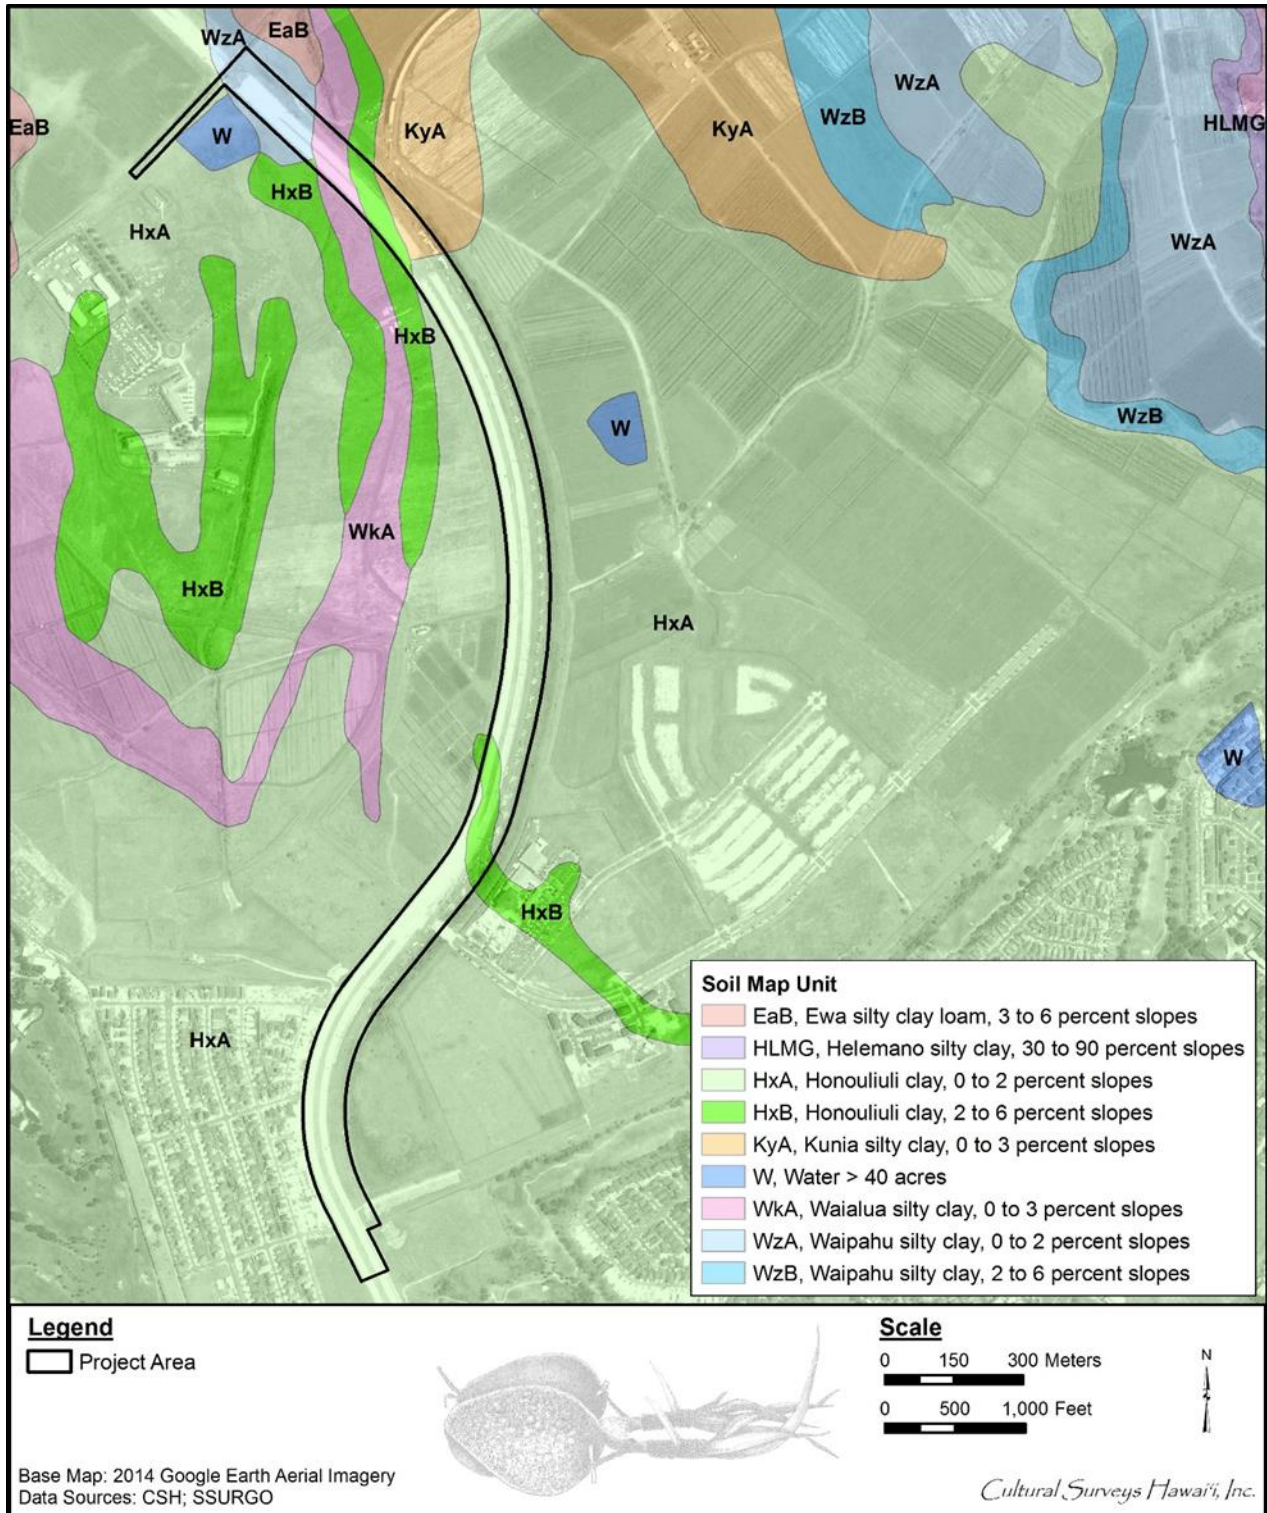 WzA
EaB
WzA
EaB
W
KyA
KyA
WzB
HLMG
HxB
HxA
WzA
HxB
W
WzB
WkA
HxB
HxA
W
HxB
HxA
Soil Map Unit
EaB, Ewa silty clay loam, 3 to 6 percent slopes
HLMG, Helemano silty clay, 30 to 90 percent slopes
HxA, Honouliuli clay, 0 to 2 percent slopes
HxB, Honouliuli clay, 2 to 6 percent slopes
KyA, Kunia silty clay, 0 to 3 percent slopes
W, Water > 40 acres
WkA, Waialua silty clay, 0 to 3 percent slopes
WzA, Waipahu silty clay, 0 to 2 percent slopes
WzB, Waipahu silty clay, 2 to 6 percent slopes
Legend
Project Area
Scale
0 150 300 Meters
0 500 1,000 Feet
N
Base Map: 2014 Google Earth Aerial Imagery
Data Sources: CSH; SSURGO
Cultural Surveys Hawaiʻi, Inc.